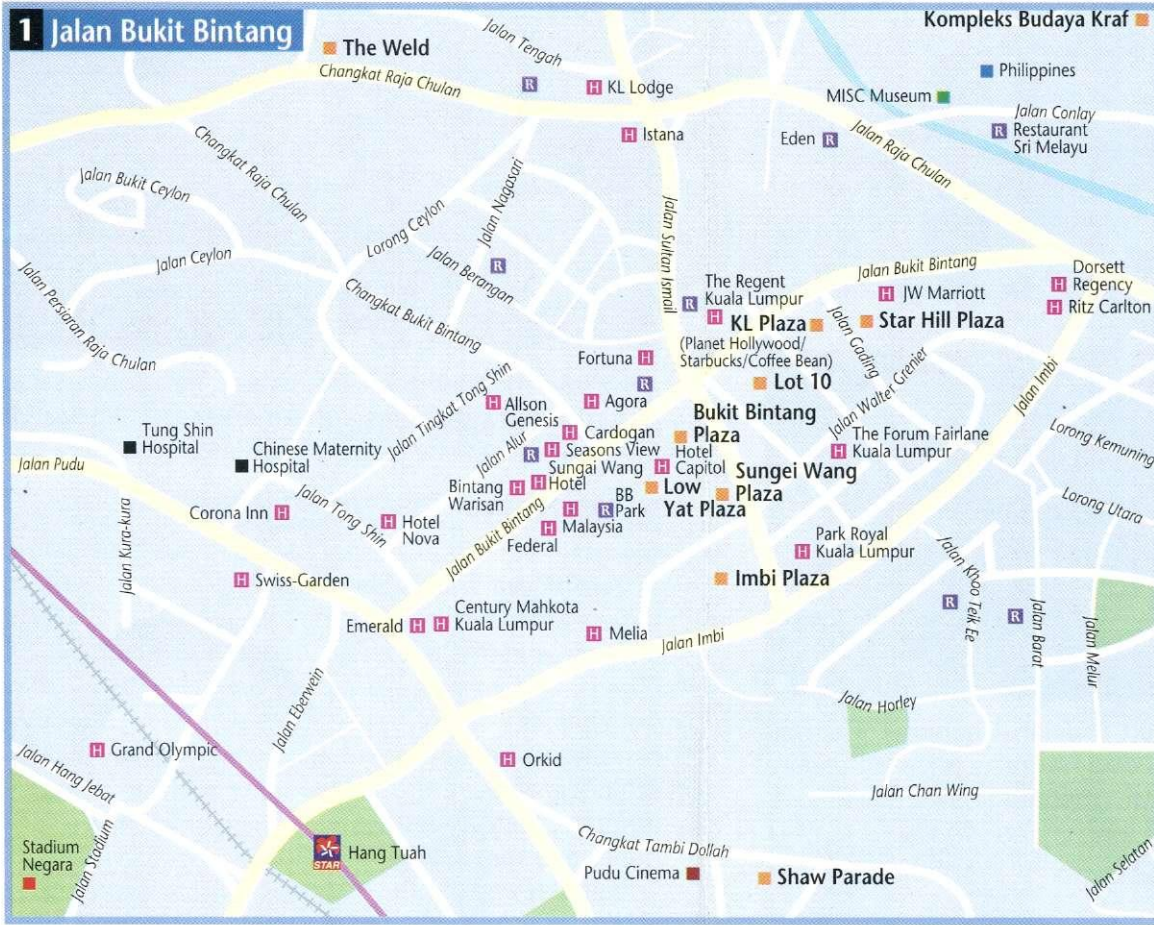 1 Jalan Bukit Bintang
Kompleks Budaya Kraf
The Weld
Jalan Tengah
Changkat Raja Chulan
R
H KL Lodge
Philippines
MISC Museum
Jalan Conlay
H Istana
Eden R
R Restaurant
Sri Melayu
Jalan Raja Chulan
Changkat Raja Chulan
Jalan Bukit Ceylon
Jalan Nagasari
Lorong Ceylon
Jalan Ceylon
Jalan Berangan
R
Jalan Sultan Ismail
Jalan Persiaran Raja Chulan
Changkat Bukit Bintang
Jalan Bukit Bintang
Dorsett
H Regency
H Ritz Carlton
H JW Marriott
R
The Regent
Kuala Lumpur
H
KL Plaza
(Planet Hollywood/
Starbucks/Coffee Bean)
Jalan Gading
Star Hill Plaza
Jalan Walter Grenier
Jalan Imbi
Fortuna H
R
Lot 10
H Allson
Genesis
H Agora
Jalan Tingkat Tong Shin
Bukit Bintang
Plaza
H Cardogan
Jalan Alur
R
H Seasons View
Sungai Wang
H Hotel
Hotel
H Capitol
Sungei Wang
Plaza
The Forum Fairlane
H Kuala Lumpur
Lorong Kemuning
Tung Shin
Hospital
Chinese Maternity
Hospital
Jalan Pudu
Bintang H
Warisan
Low
Yat Plaza
BB
R Park
H Malaysia
H
Federal
Lorong Utara
Corona Inn H
Jalan Tong Shin
H Hotel
Nova
Jalan Bukit Bintang
Jalan Kura-kura
Park Royal
H Kuala Lumpur
Jalan Khoo Teik Ee
H Swiss-Garden
Imbi Plaza
R
R
Jalan Barat
Jalan Melur
Emerald H
Century Mahkota
H Kuala Lumpur
H Melia
Jalan Imbi
Jalan Eberwein
Jalan Horley
H Grand Olympic
Jalan Hang Jebat
H Orkid
Jalan Chan Wing
Stadium
Negara
Jalan Stadium
STAR
Hang Tuah
Changkat Tambi Dollah
Pudu Cinema
Shaw Parade
Jalan Selatan